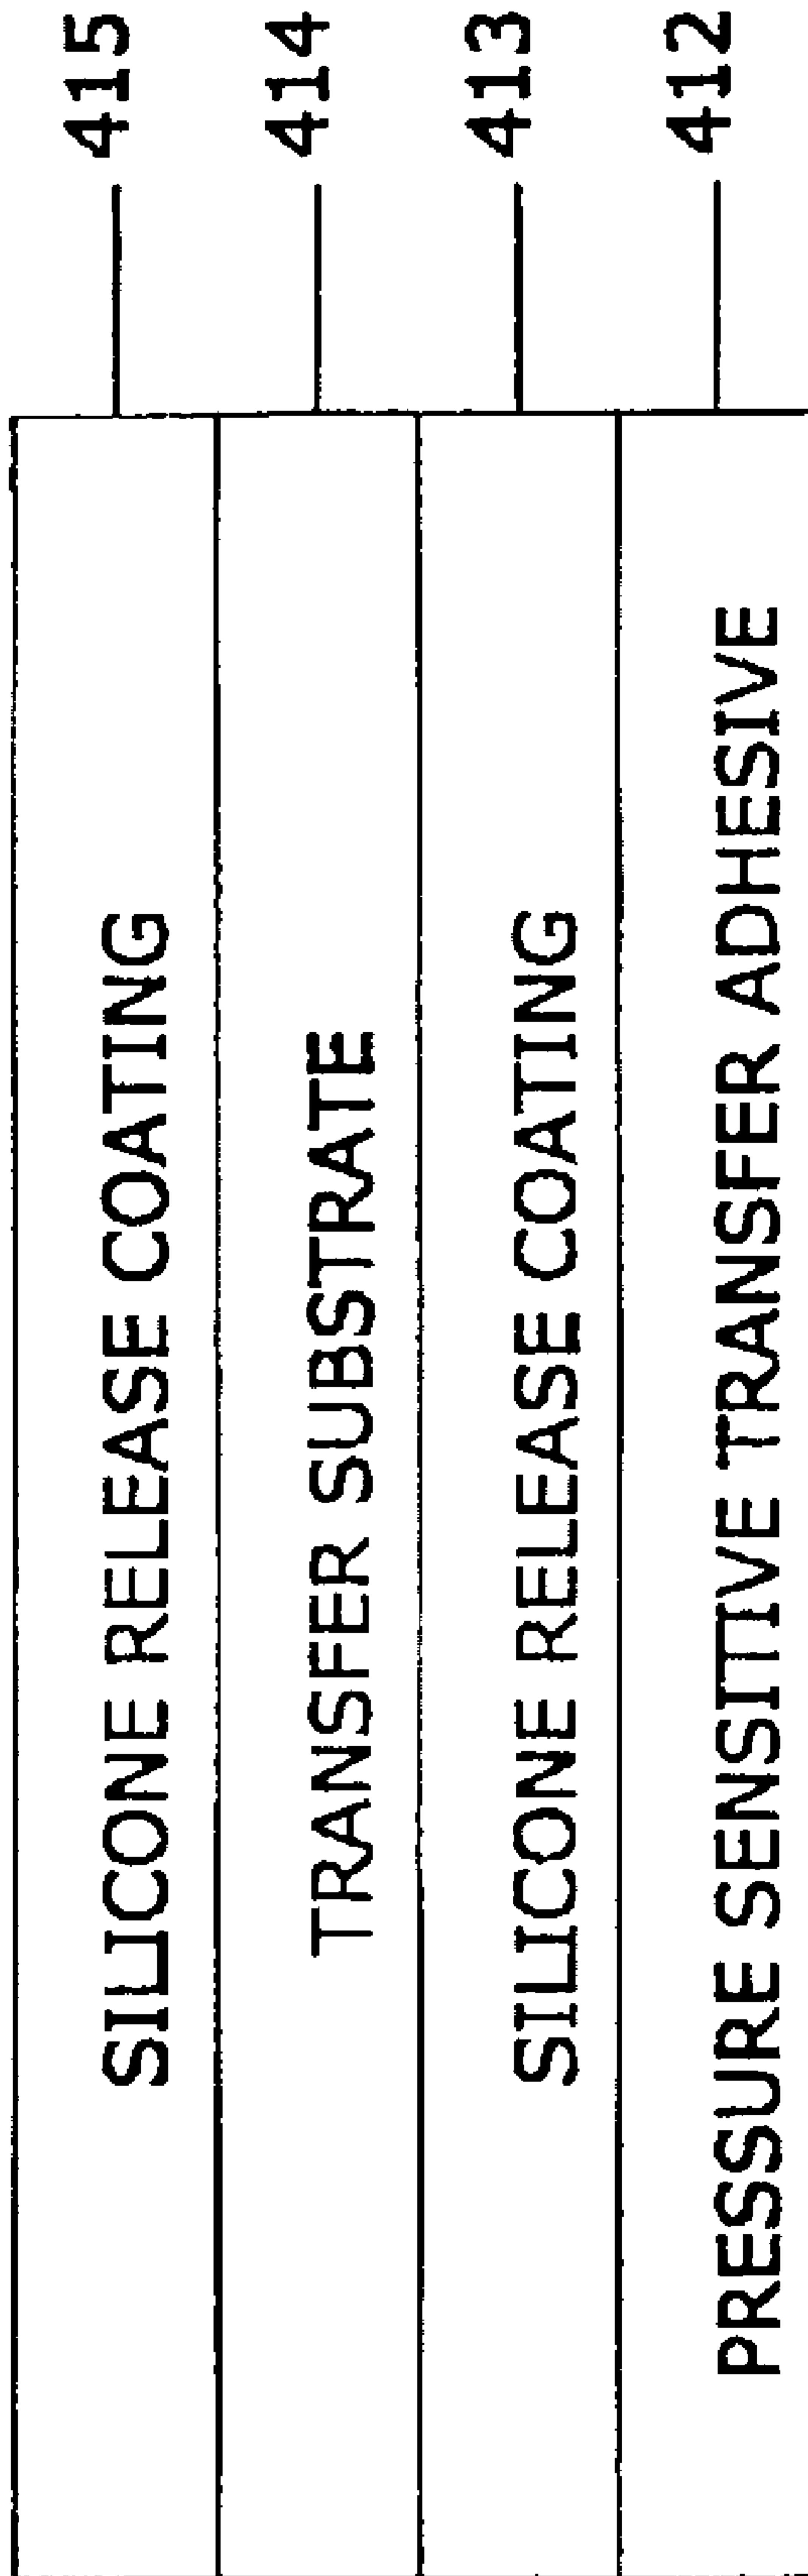 SILICONE RELEASE COATING 415
TRANSFER SUBSTRATE 414
SILICONE RELEASE COATING 413
PRESSURE SENSITIVE TRANSFER ADHESIVE 412